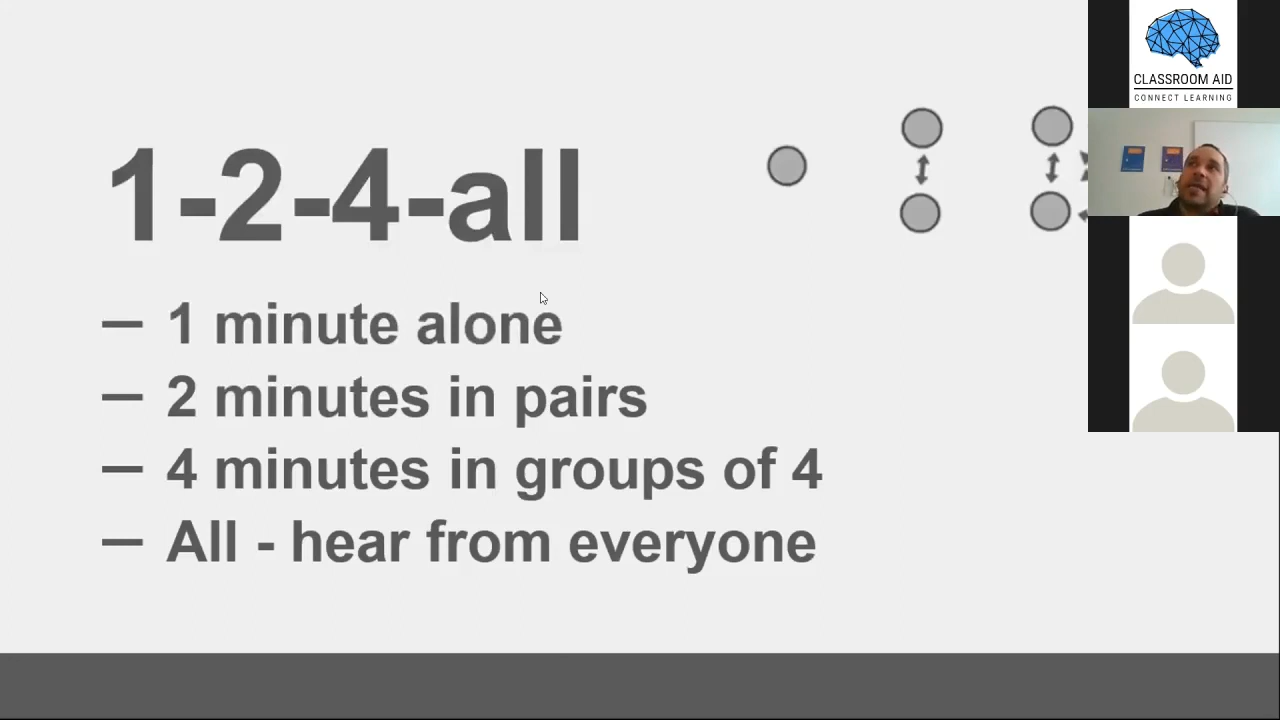 1-2-4-all
— 1 minute alone
— 2 minutes in pairs
— 4 minutes in groups of 4
— All - hear from everyone
CLASSROOM AID
CONNECT LEARNING